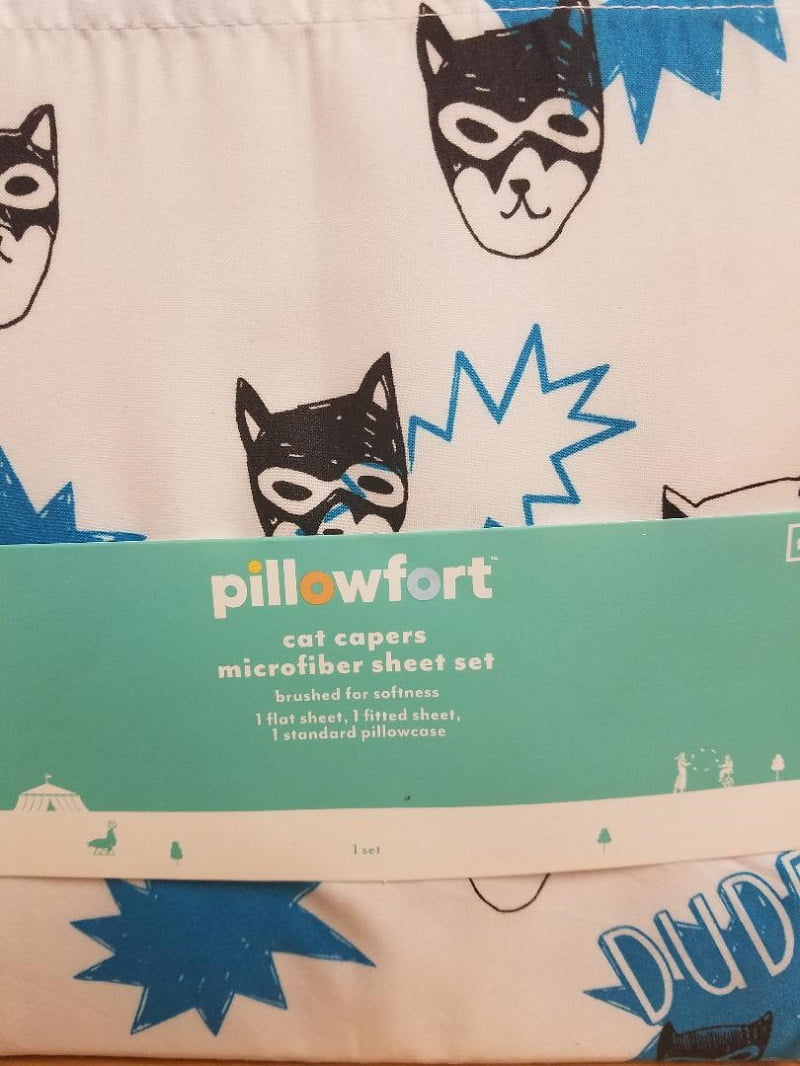 pillowfort™
cat capers
microfiber sheet set
brushed for softness
1 flat sheet, 1 fitted sheet,
1 standard pillowcase
1 set